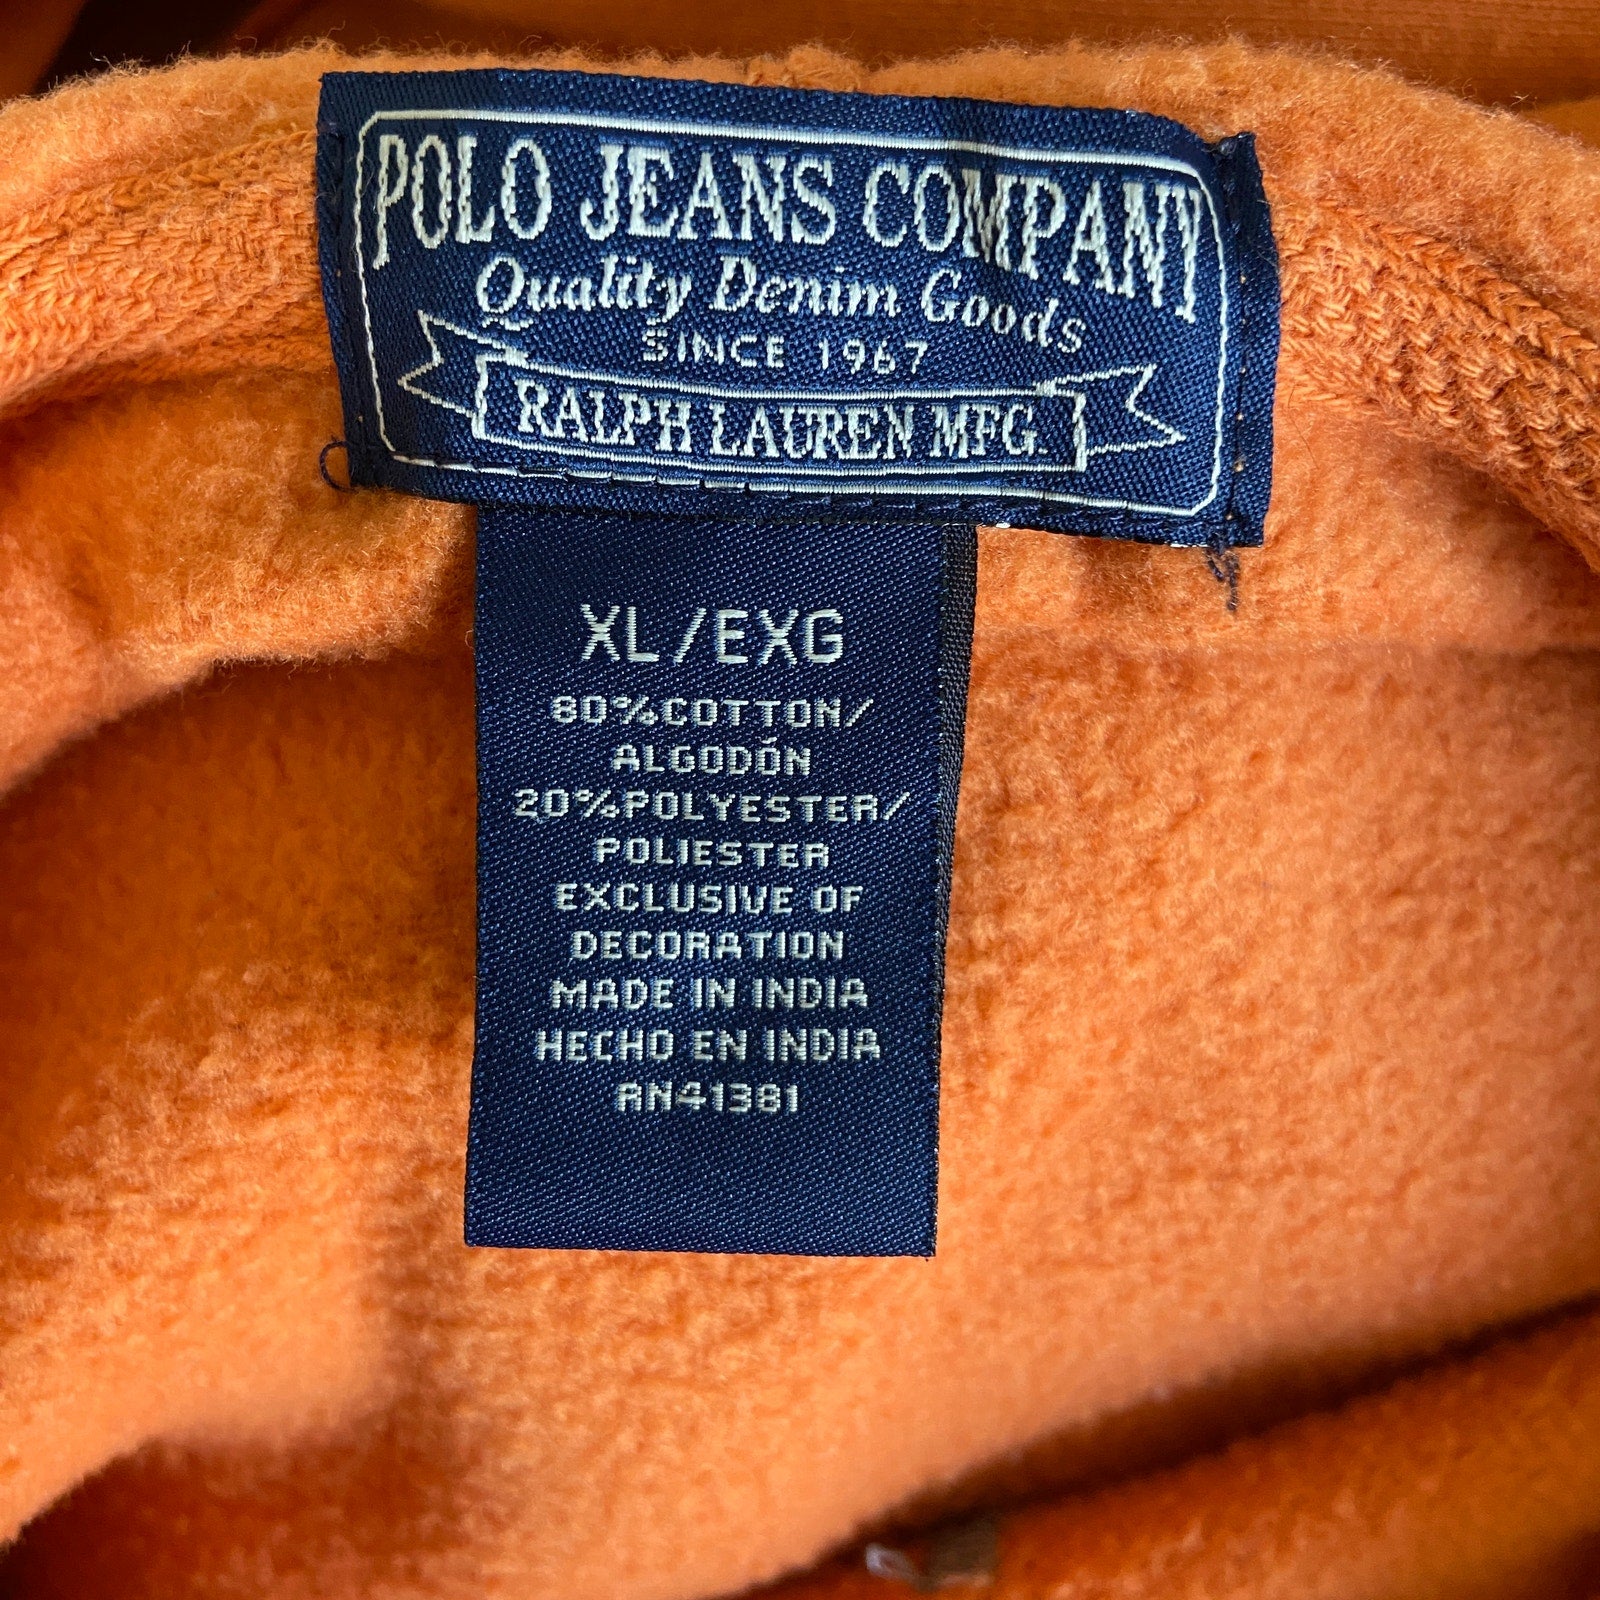 POLO JEANS COMPANY
Quality Denim Goods
SINCE 1967
RALPH LAUREN MFG.
XL/EXG
80%COTTON/
ALGODÓN
20%POLYESTER/
POLIESTER
EXCLUSIVE OF
DECORATION
MADE IN INDIA
HECHO EN INDIA
RN41381